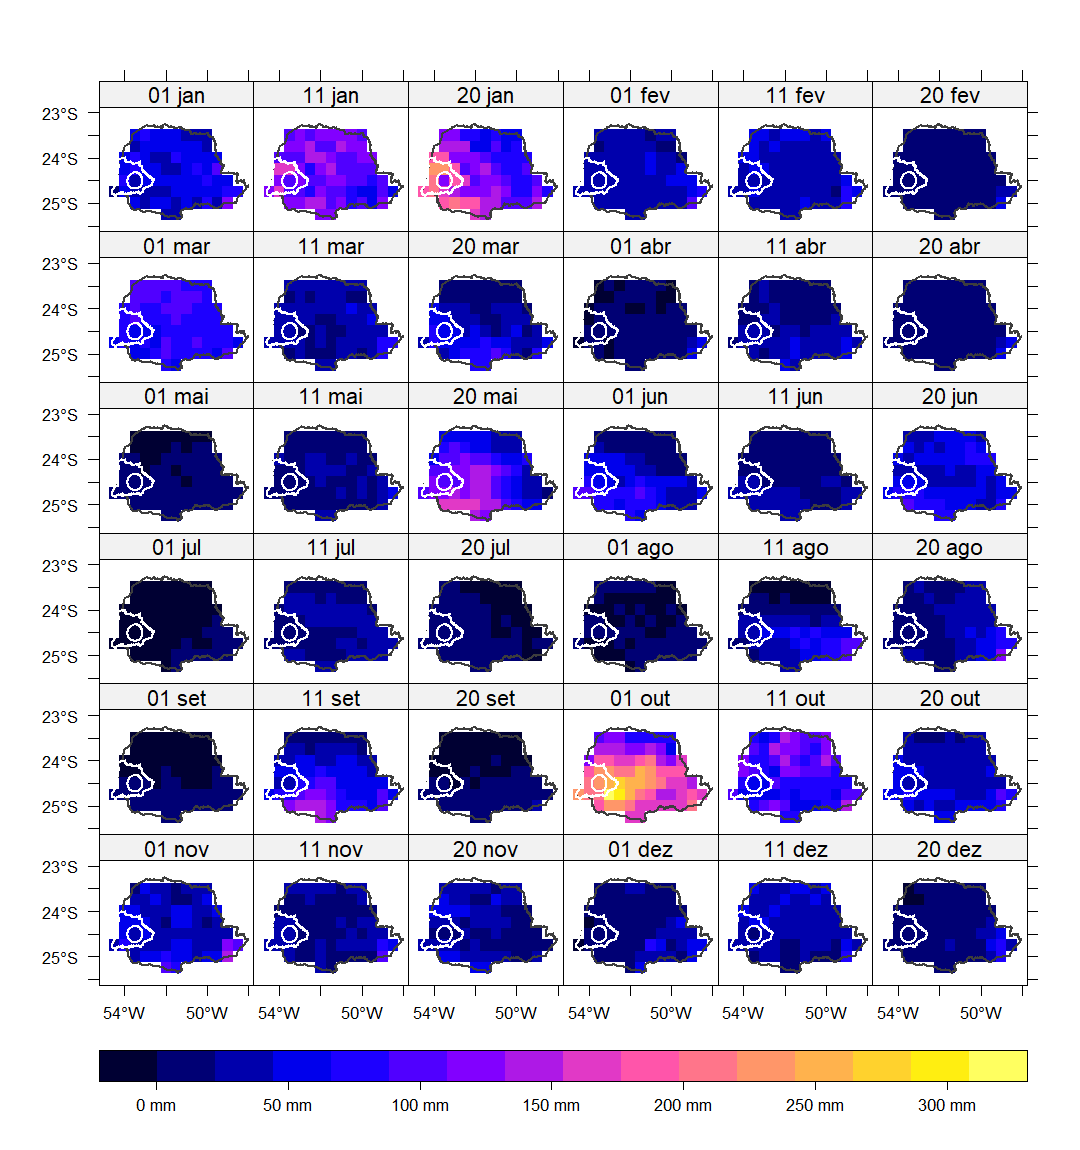 01 jan 11 jan 20 jan 01 fev 11 fev 20 fev
23°S
24°S
25°S
01 mar 11 mar 20 mar 01 abr 11 abr 20 abr
23°S
24°S
25°S
01 mai 11 mai 20 mai 01 jun 11 jun 20 jun
23°S
24°S
25°S
01 jul 11 jul 20 jul 01 ago 11 ago 20 ago
23°S
24°S
25°S
01 set 11 set 20 set 01 out 11 out 20 out
23°S
24°S
25°S
01 nov 11 nov 20 nov 01 dez 11 dez 20 dez
23°S
24°S
25°S
54°W 50°W 54°W 50°W 54°W 50°W 54°W 50°W 54°W 50°W 54°W 50°W
0 mm 50 mm 100 mm 150 mm 200 mm 250 mm 300 mm